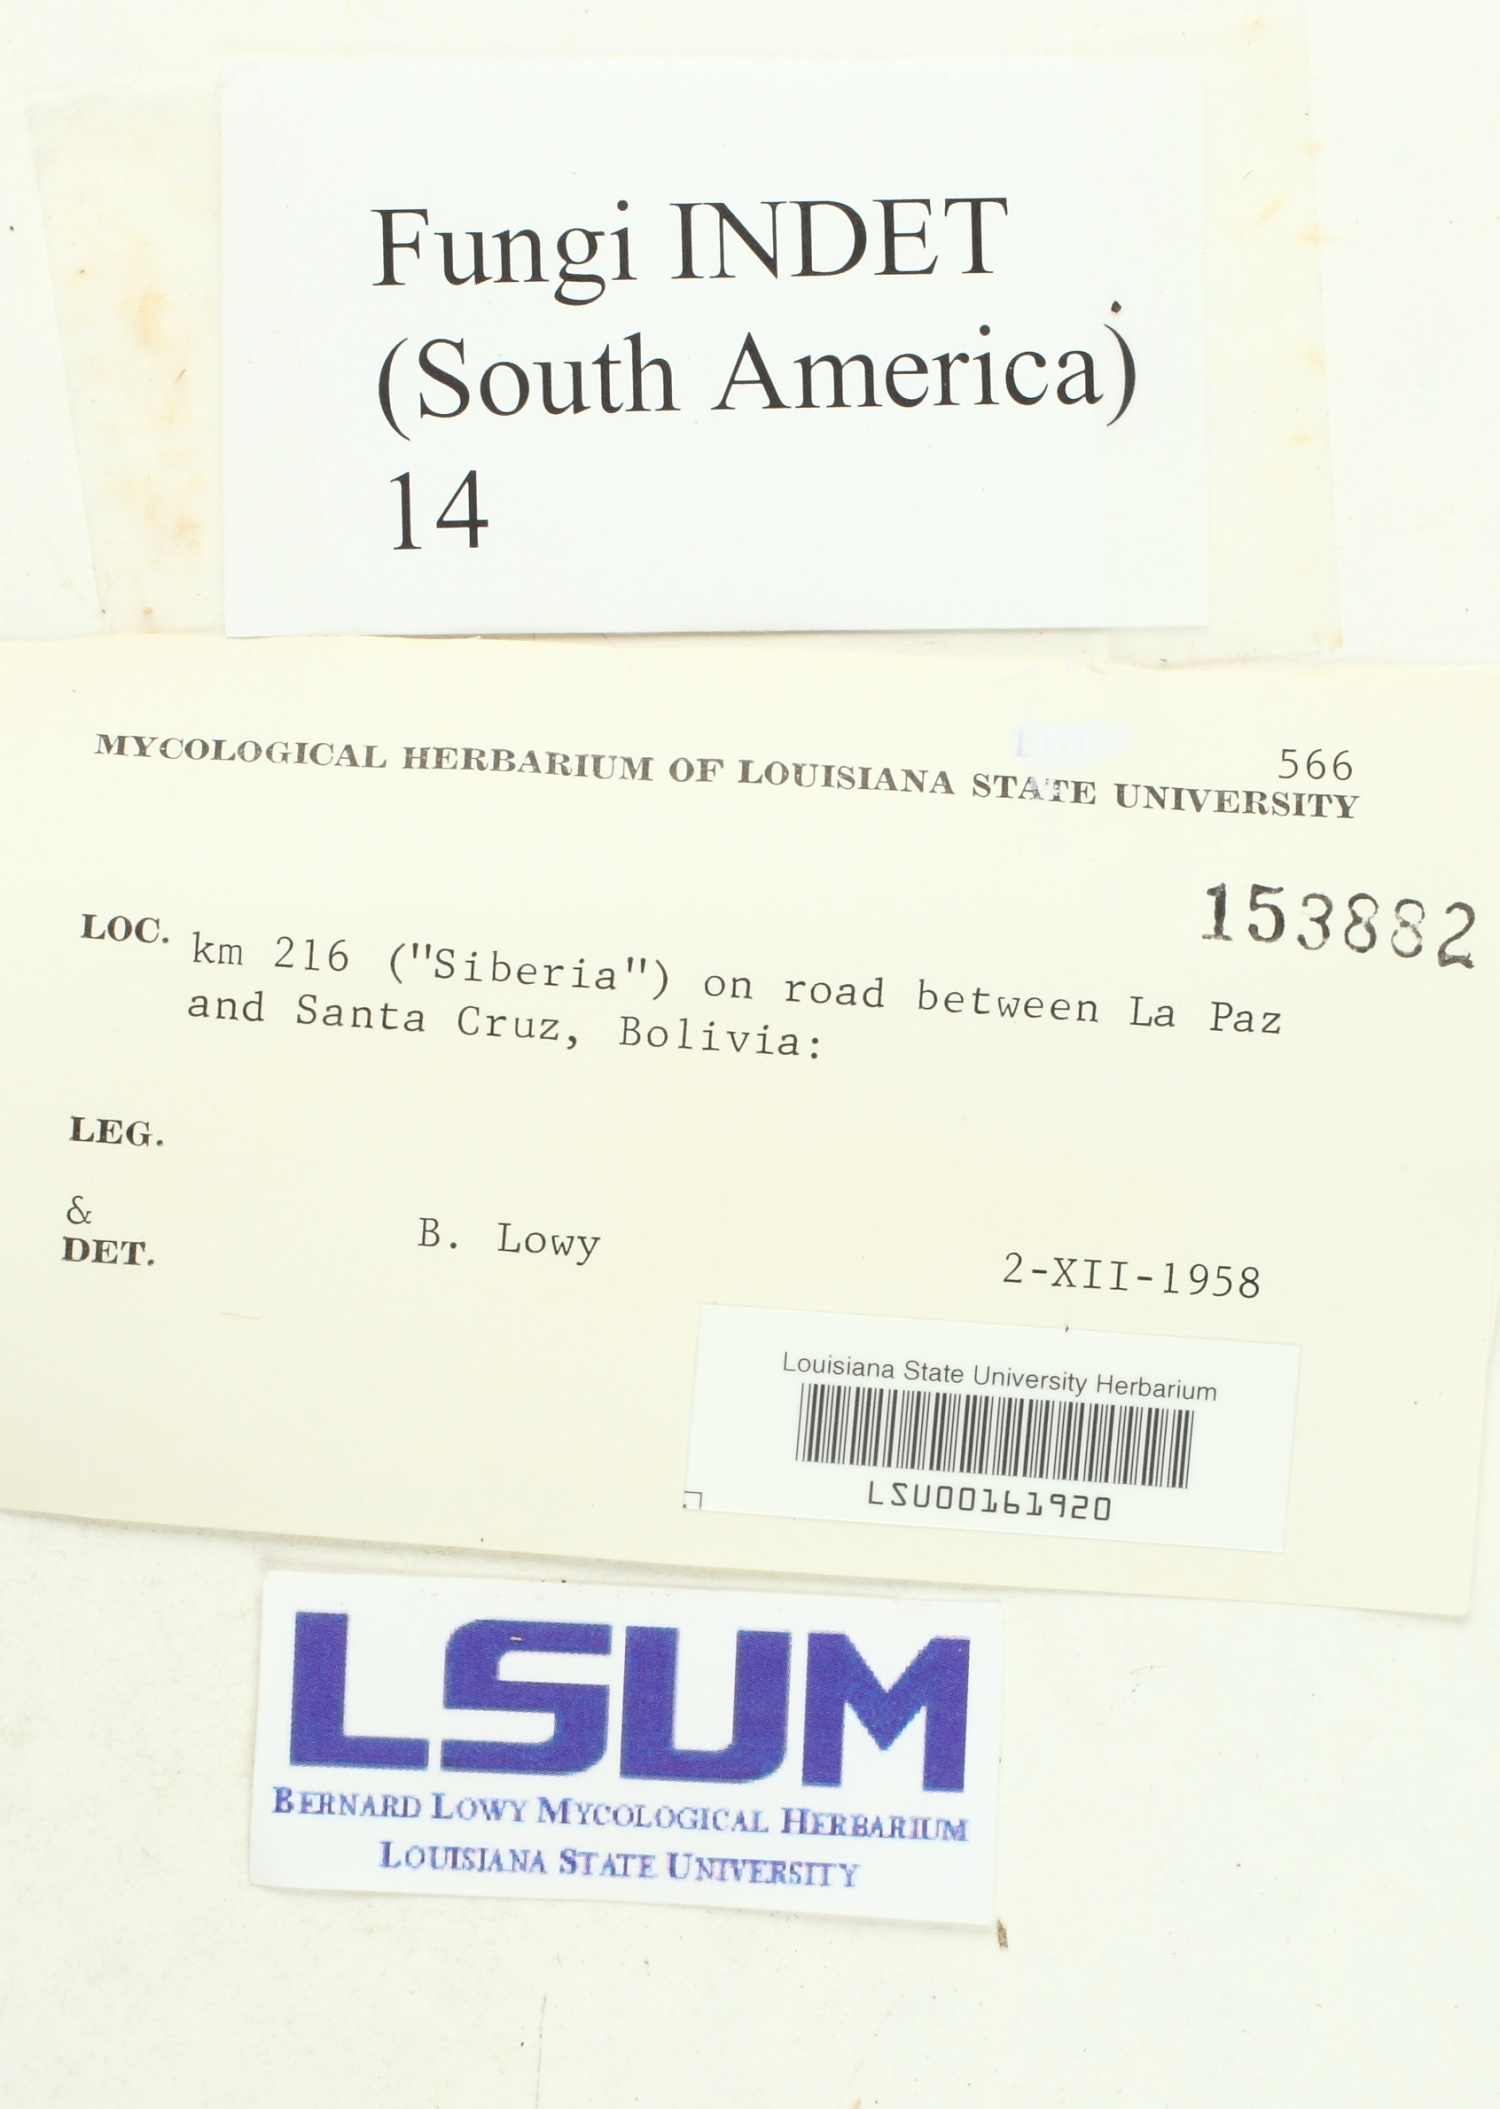 Fungi INDET
(South America)
14
566
MYCOLOGICAL HERBARIUM OF LOUISIANA STATE UNIVERSITY
153882
LOC. km 216 ("Siberia") on road between La Paz
and Santa Cruz, Bolivia:
LEG.
&
DET. B. Lowy 2-XII-1958
Louisiana State University Herbarium
LSU00161920
LSUM
BERNARD LOWY MYCOLOGICAL HERBARIUM
LOUISIANA STATE UNIVERSITY